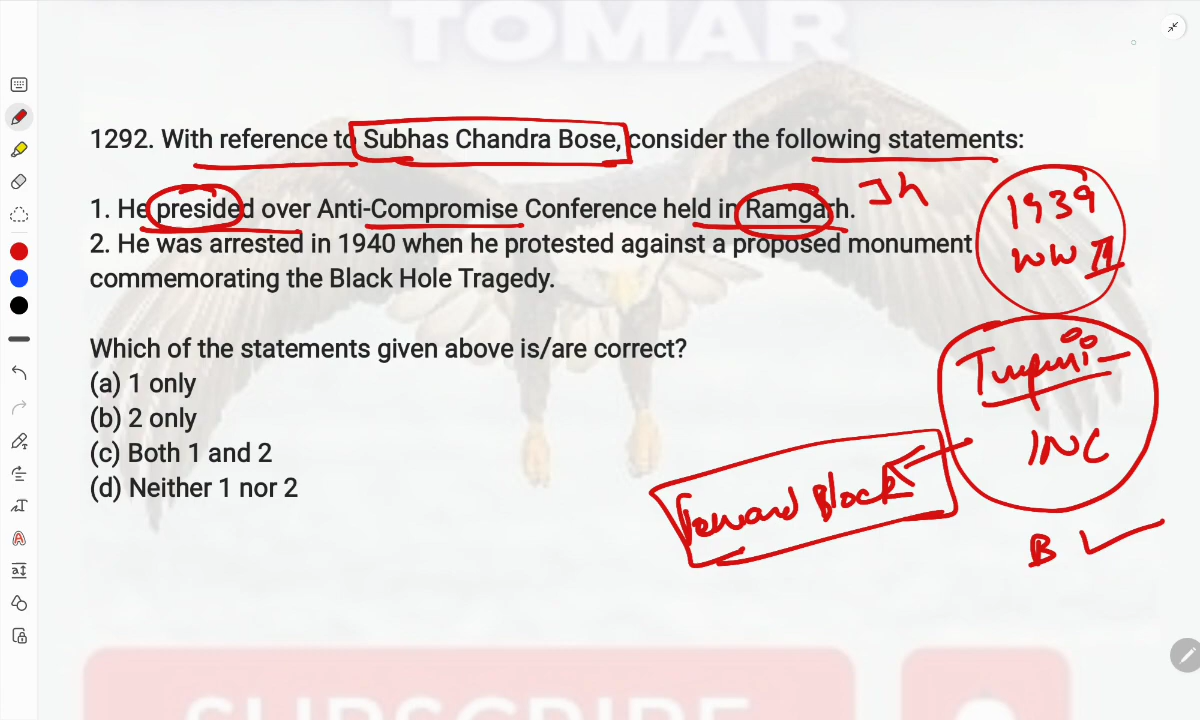 TOMAR
1292. With reference to Subhas Chandra Bose, consider the following statements:
1. He presided over Anti-Compromise Conference held in Ramgarh.
Jh
1939
WW II
2. He was arrested in 1940 when he protested against a proposed monument
commemorating the Black Hole Tragedy.
Which of the statements given above is/are correct?
(a) 1 only
(b) 2 only
(c) Both 1 and 2
(d) Neither 1 nor 2
INC
Forward Block
B
SUBSCRIBE